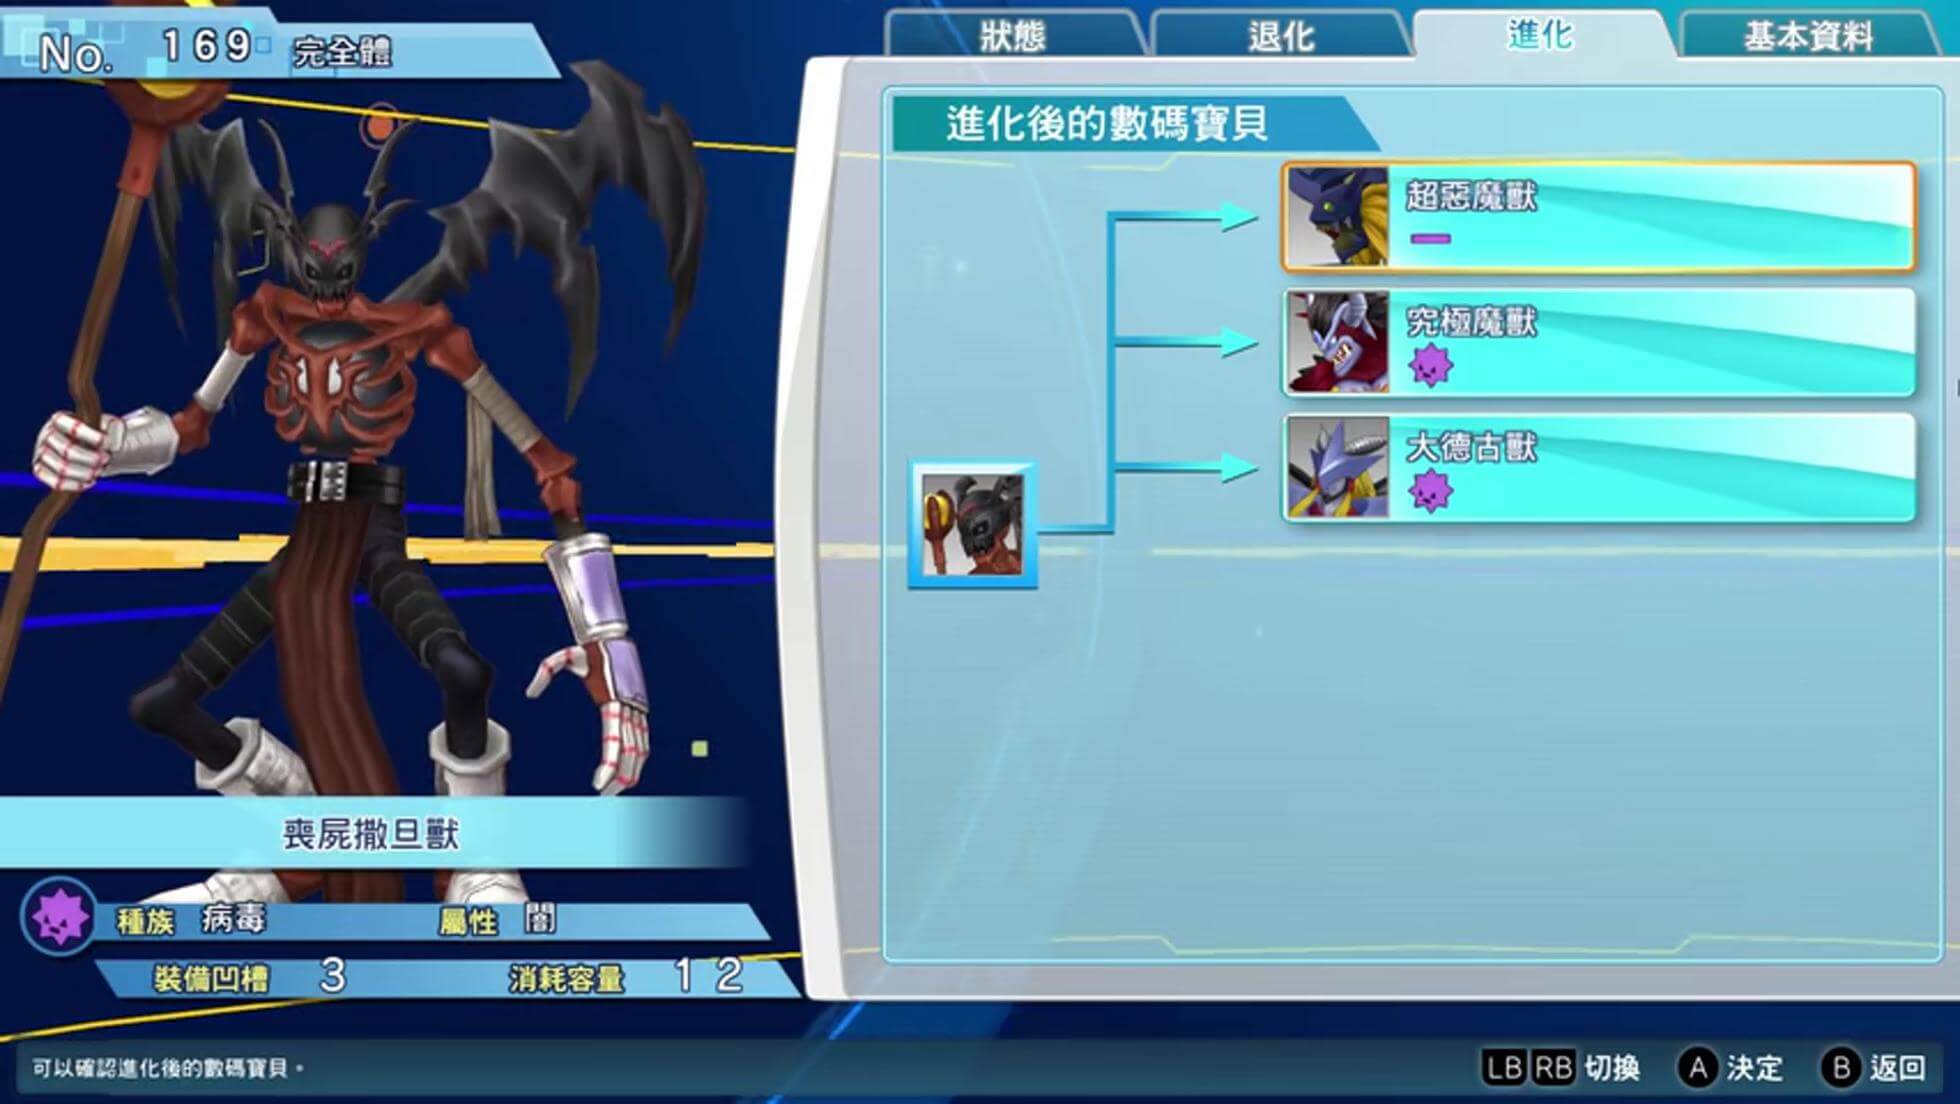 No. 169 完全體
狀態 退化 進化 基本資料
進化後的數碼寶貝
超惡魔獸
究極魔獸
大德古獸
喪屍撒旦獸
種族 病毒 屬性 闇
裝備凹槽 3 消耗容量 12
可以確認進化後的數碼寶貝。
LB RB 切換 A 決定 B 返回